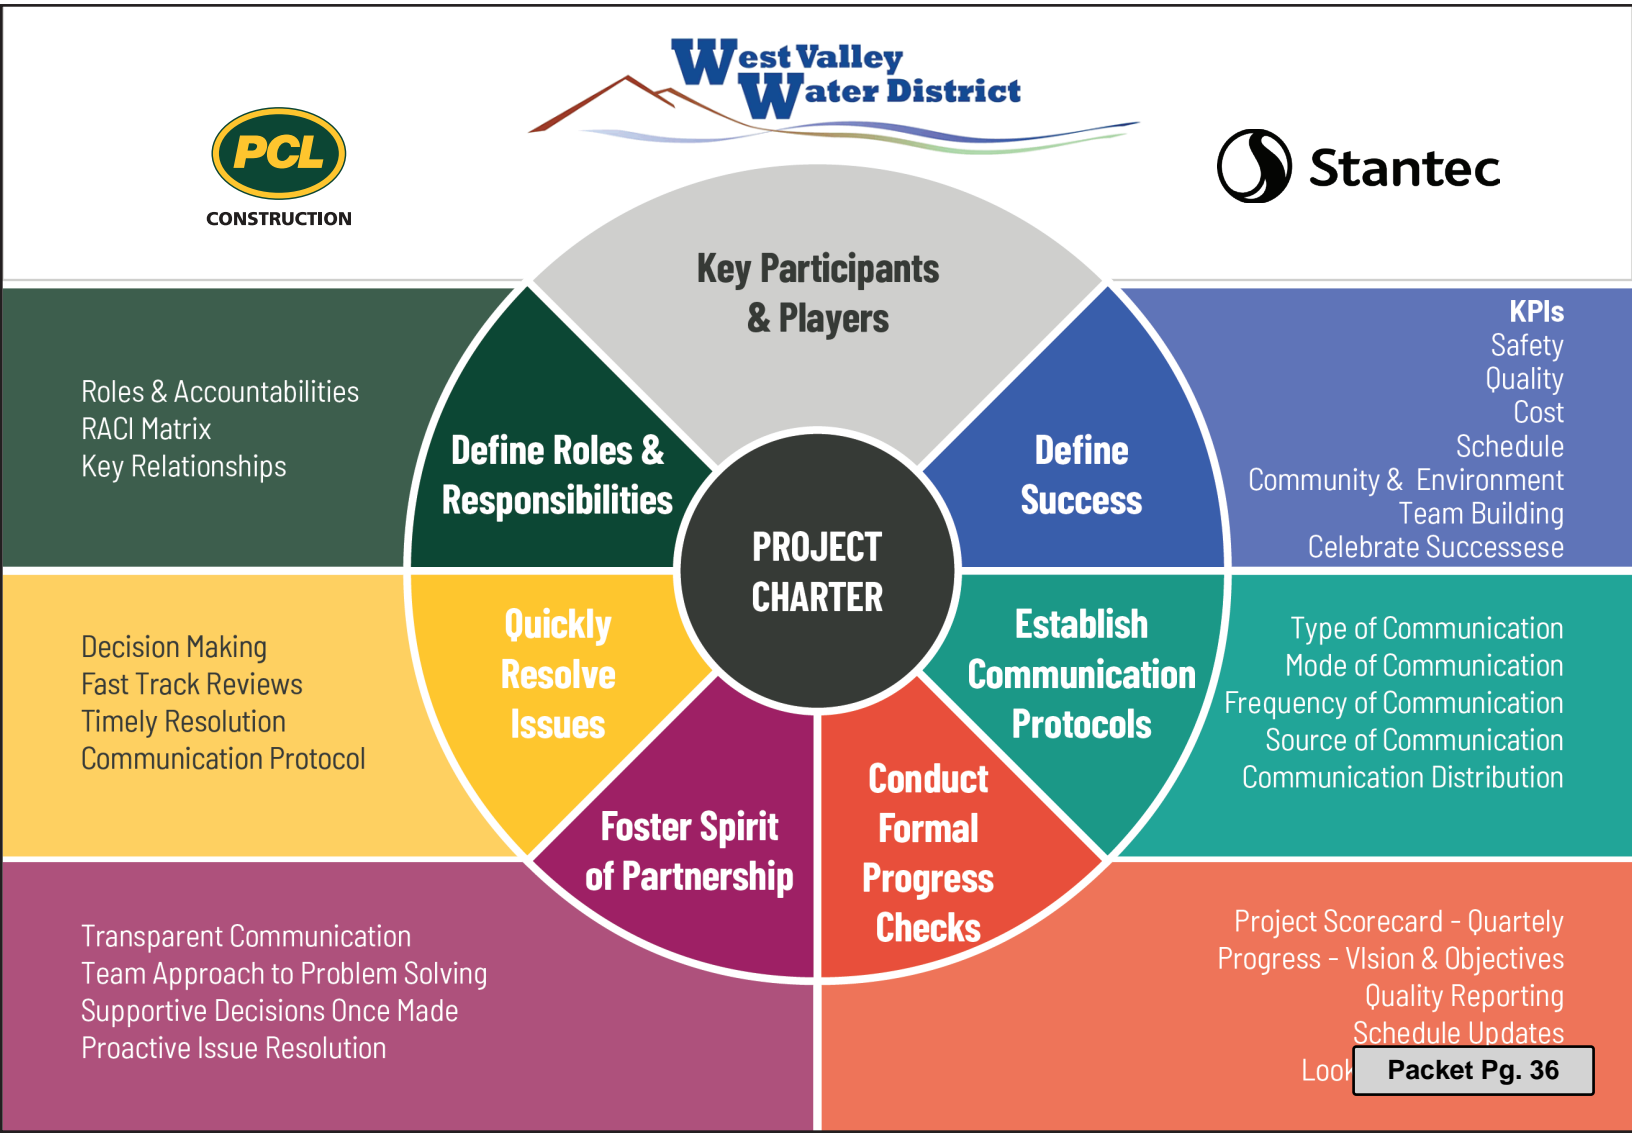 West Valley
Water District
PCL
CONSTRUCTION
Stantec
Key Participants
& Players
Define Roles &
Responsibilities
Roles & Accountabilities
RACI Matrix
Key Relationships
Define
Success
KPIs
Safety
Quality
Cost
Schedule
Community & Environment
Team Building
Celebrate Successese
PROJECT
CHARTER
Quickly
Resolve
Issues
Decision Making
Fast Track Reviews
Timely Resolution
Communication Protocol
Establish
Communication
Protocols
Type of Communication
Mode of Communication
Frequency of Communication
Source of Communication
Communication Distribution
Foster Spirit
of Partnership
Transparent Communication
Team Approach to Problem Solving
Supportive Decisions Once Made
Proactive Issue Resolution
Conduct
Formal
Progress
Checks
Project Scorecard - Quartely
Progress - VIsion & Objectives
Quality Reporting
Schedule Updates
Look
Packet Pg. 36